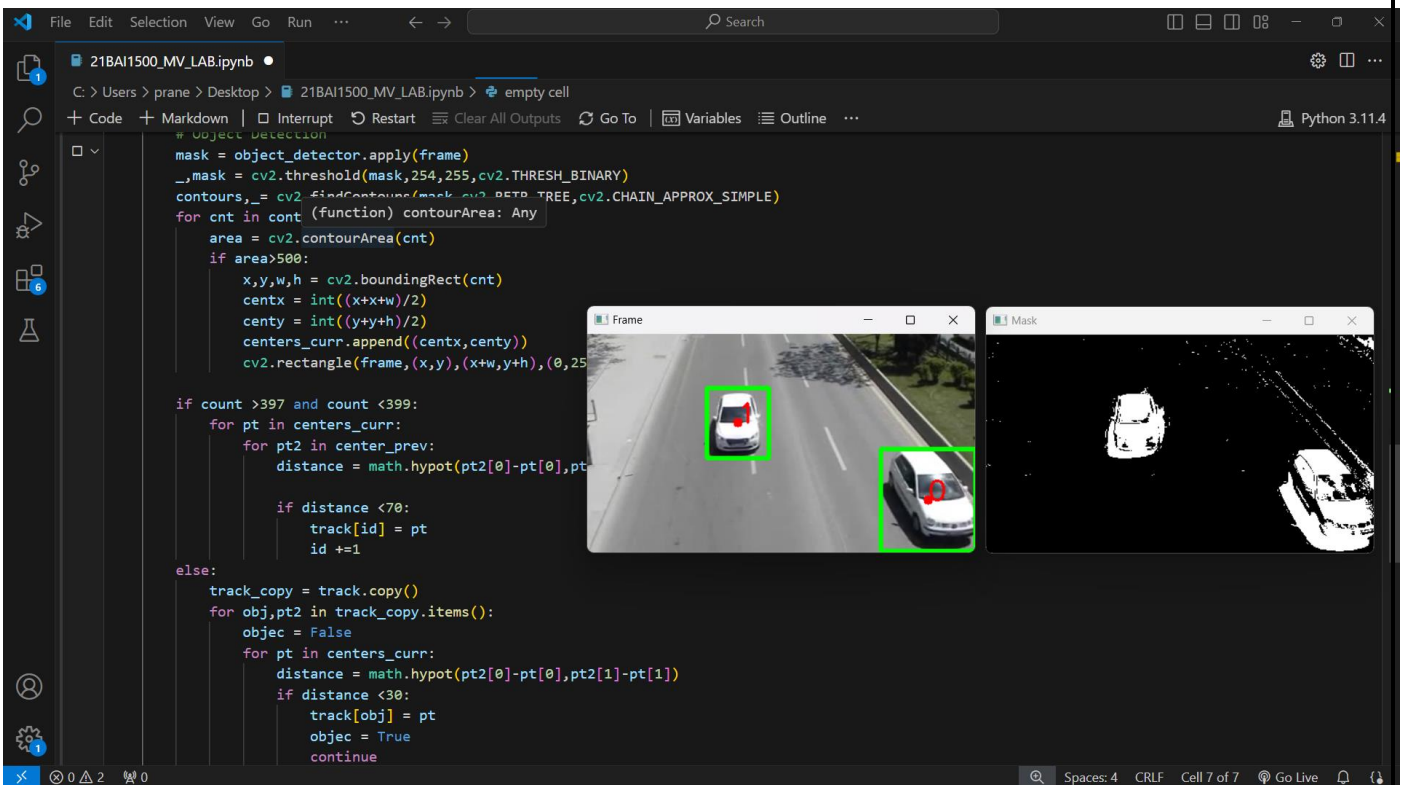 File Edit Selection View Go Run ··· ← → Search
21BAI1500_MV_LAB.ipynb ●
C: > Users > prane > Desktop > 21BAI1500_MV_LAB.ipynb > empty cell
+ Code + Markdown | Interrupt Restart Clear All Outputs Go To | Variables Outline ··· Python 3.11.4
# Object Detection
mask = object_detector.apply(frame)
_,mask = cv2.threshold(mask,254,255,cv2.THRESH_BINARY)
contours,_= cv2.findContours(mask,cv2.RETR_TREE,cv2.CHAIN_APPROX_SIMPLE)
for cnt in cont
(function) contourArea: Any
area = cv2.contourArea(cnt)
if area>500:
x,y,w,h = cv2.boundingRect(cnt)
centx = int((x+x+w)/2)
centy = int((y+y+h)/2)
centers_curr.append((centx,centy))
cv2.rectangle(frame,(x,y),(x+w,y+h),(0,25
if count >397 and count <399:
for pt in centers_curr:
for pt2 in center_prev:
distance = math.hypot(pt2[0]-pt[0],pt
if distance <70:
track[id] = pt
id +=1
else:
track_copy = track.copy()
for obj,pt2 in track_copy.items():
objec = False
for pt in centers_curr:
distance = math.hypot(pt2[0]-pt[0],pt2[1]-pt[1])
if distance <30:
track[obj] = pt
objec = True
continue
Frame
1
0
Mask
1
6
1
0 2 0 Spaces: 4 CRLF Cell 7 of 7 Go Live